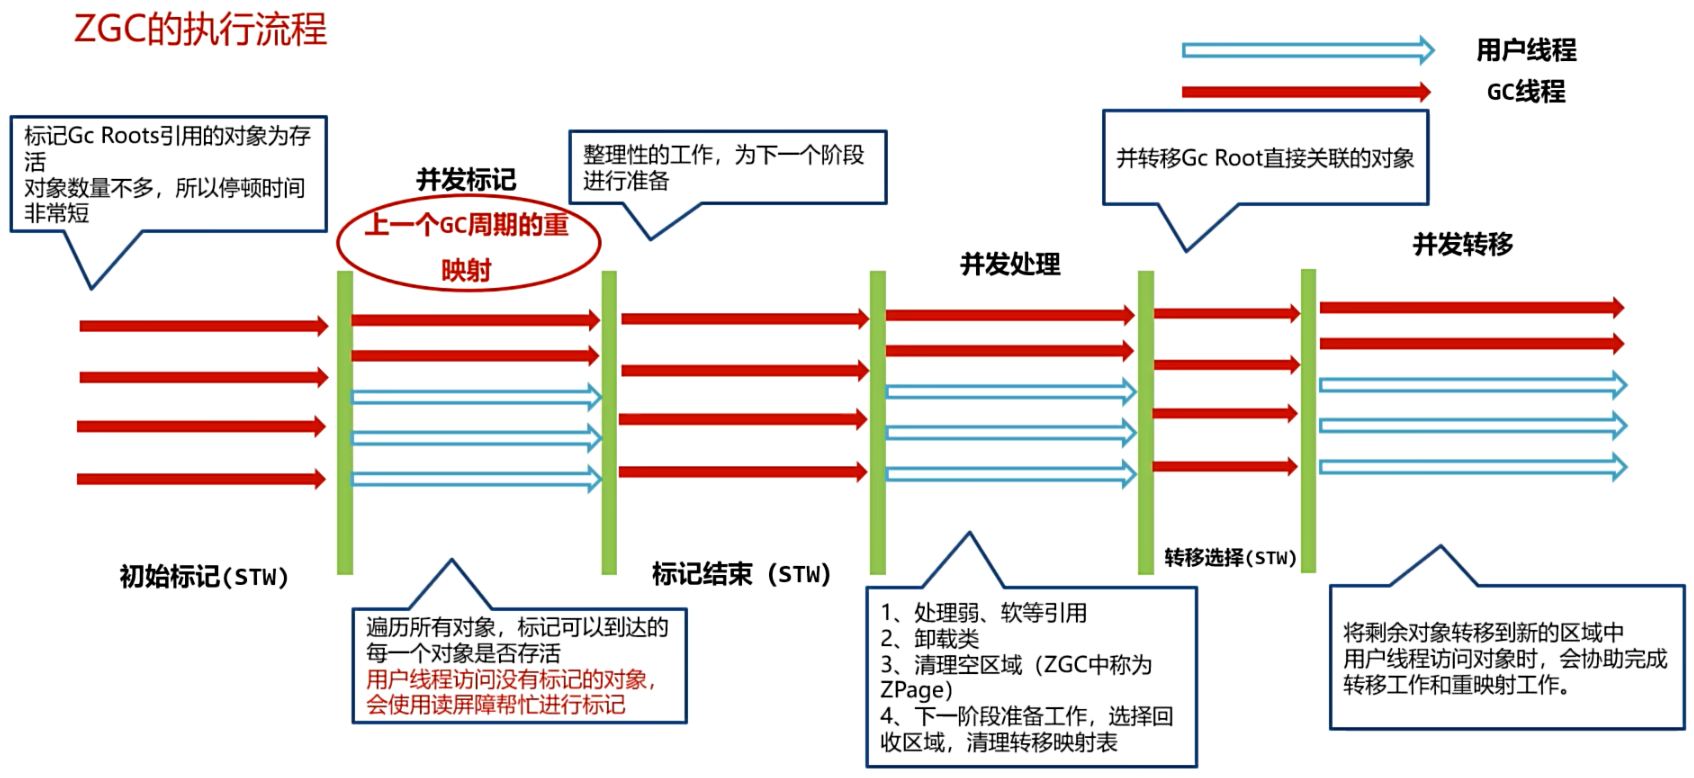 ZGC的执行流程
用户线程
GC线程
标记Gc Roots引用的对象为存
活
对象数量不多，所以停顿时间
非常短
并发标记
上一个GC周期的重
映射
整理性的工作，为下一个阶段
进行准备
并发处理
并转移Gc Root直接关联的对象
并发转移
初始标记(STW)
标记结束（STW）
转移选择(STW)
遍历所有对象，标记可以到达的
每一个对象是否存活
用户线程访问没有标记的对象，
会使用读屏障帮忙进行标记
1、处理弱、软等引用
2、卸载类
3、清理空区域（ZGC中称为
ZPage）
4、下一阶段准备工作，选择回
收区域，清理转移映射表
将剩余对象转移到新的区域中
用户线程访问对象时，会协助完成
转移工作和重映射工作。